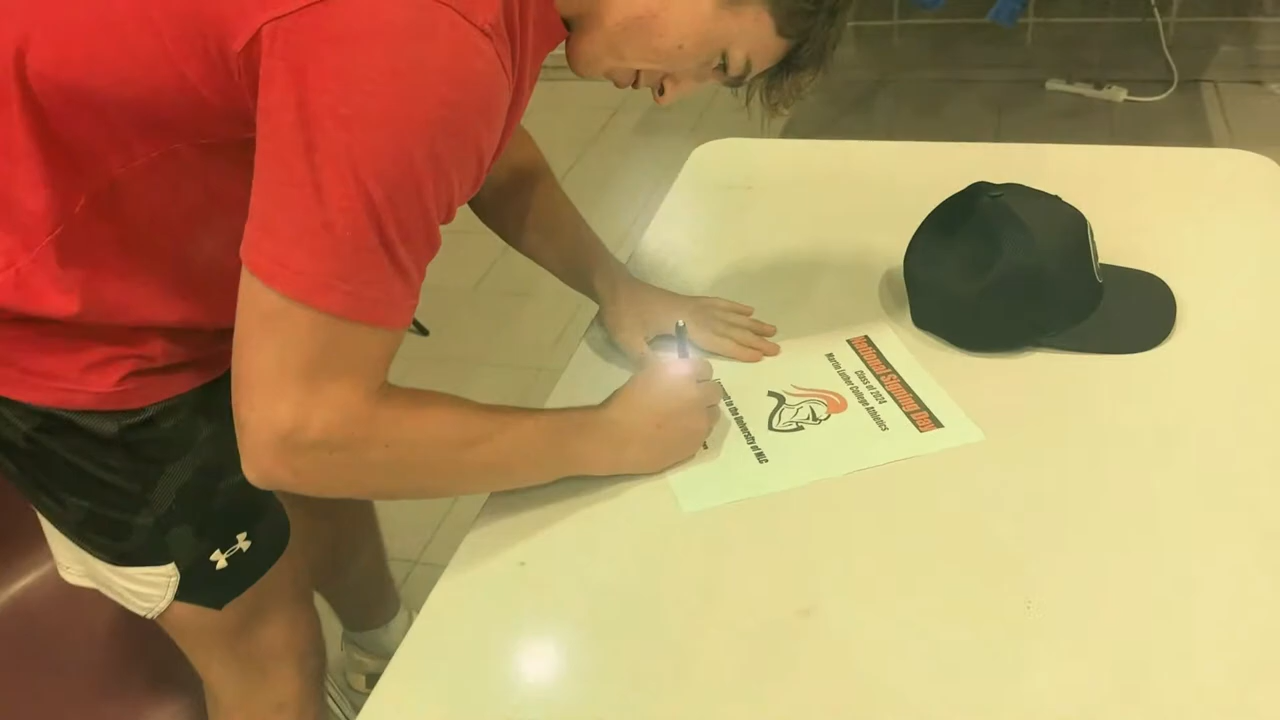 National Signing Day
Class of 2024
Martin Luther College Athletics
to the University of MLC